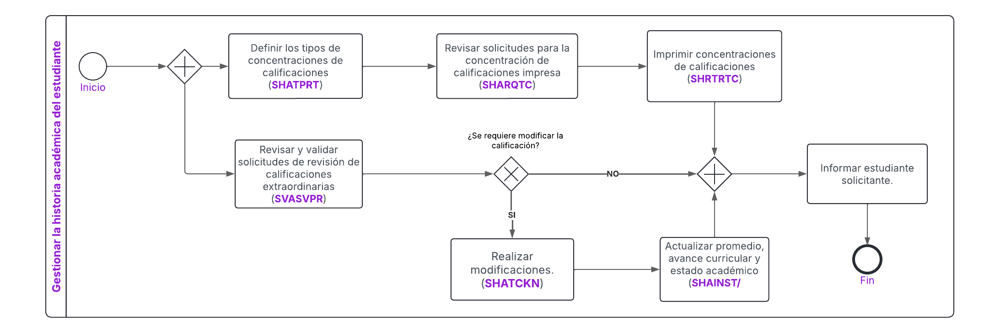 Gestionar la historia académica del estudiante
Inicio
Definir los tipos de
concentraciones de
calificaciones
(SHATPRT)
Revisar solicitudes para la
concentración de
calificaciones impresa
(SHARQTC)
Imprimir concentraciones
de calificaciones
(SHRTRTC)
Revisar y validar
solicitudes de revisión de
calificaciones
extraordinarias
(SVASVPR)
¿Se requiere modificar la
calificación?
NO
SI
Realizar
modificaciones.
(SHATCKN)
Actualizar promedio,
avance curricular y
estado académico
(SHAINST/
Informar estudiante
solicitante.
Fin